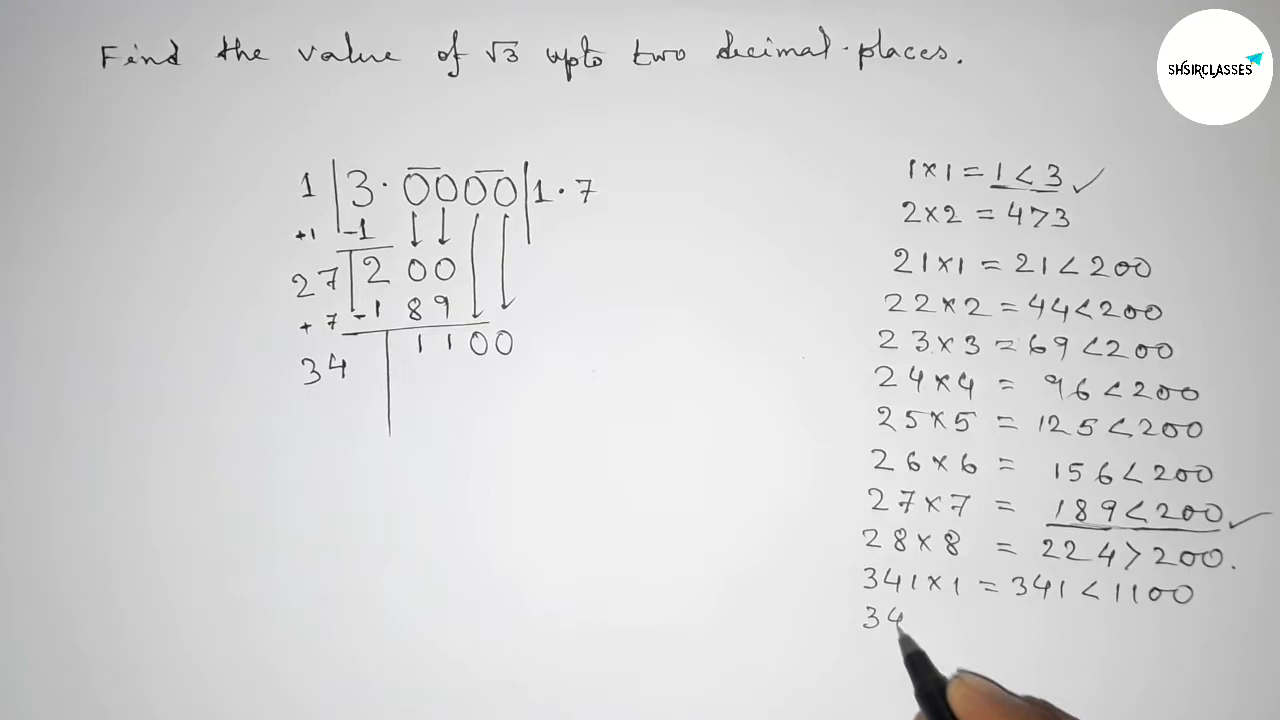 Find the value of √3 upto two decimal places.
SHSIRCLASSES
1 3.0000 1.7
+1 -1
27 200
+7 -189
34 1100
1×1 = 1<3 ✓
2×2 = 4>3
21×1 = 21<200
22×2 = 44<200
23×3 = 69<200
24×4 = 96<200
25×5 = 125<200
26×6 = 156<200
27×7 = 189<200 ✓
28×8 = 224>200.
341×1 = 341<1100
34